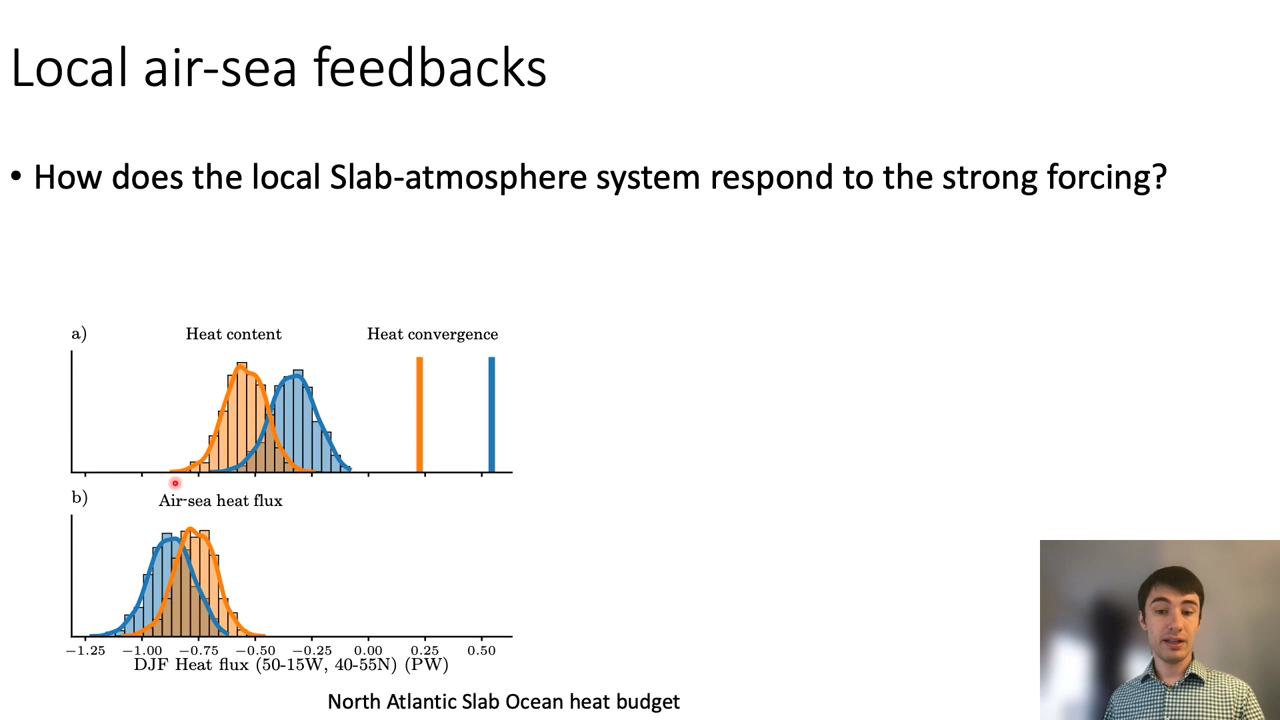 Local air-sea feedbacks
• How does the local Slab-atmosphere system respond to the strong forcing?
a)
Heat content
Heat convergence
b)
Air-sea heat flux
−1.25 −1.00 −0.75 −0.50 −0.25 0.00 0.25 0.50
DJF Heat flux (50-15W, 40-55N) (PW)
North Atlantic Slab Ocean heat budget